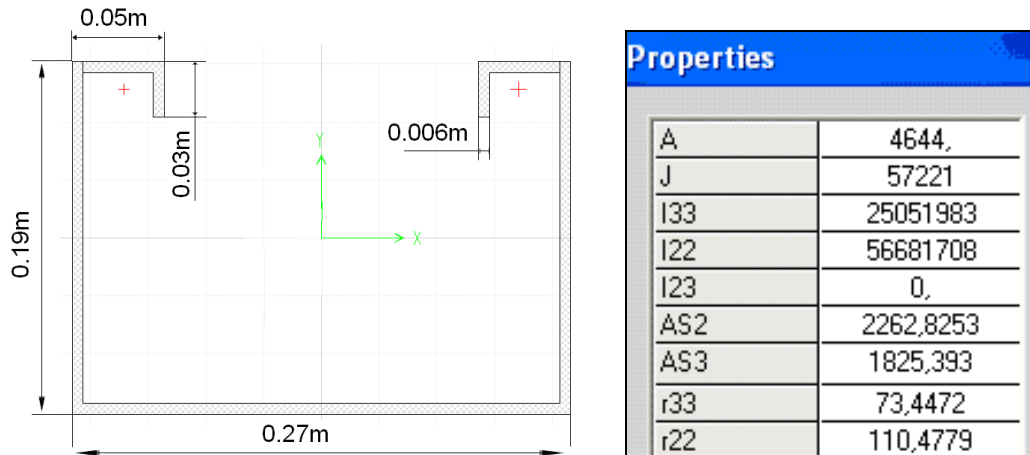 0.05m
0.03m
0.006m
Y
X
0.19m
0.27m
Properties
A 4644,
J 57221
I33 25051983
I22 56681708
I23 0,
AS2 2262,8253
AS3 1825,393
r33 73,4472
r22 110,4779